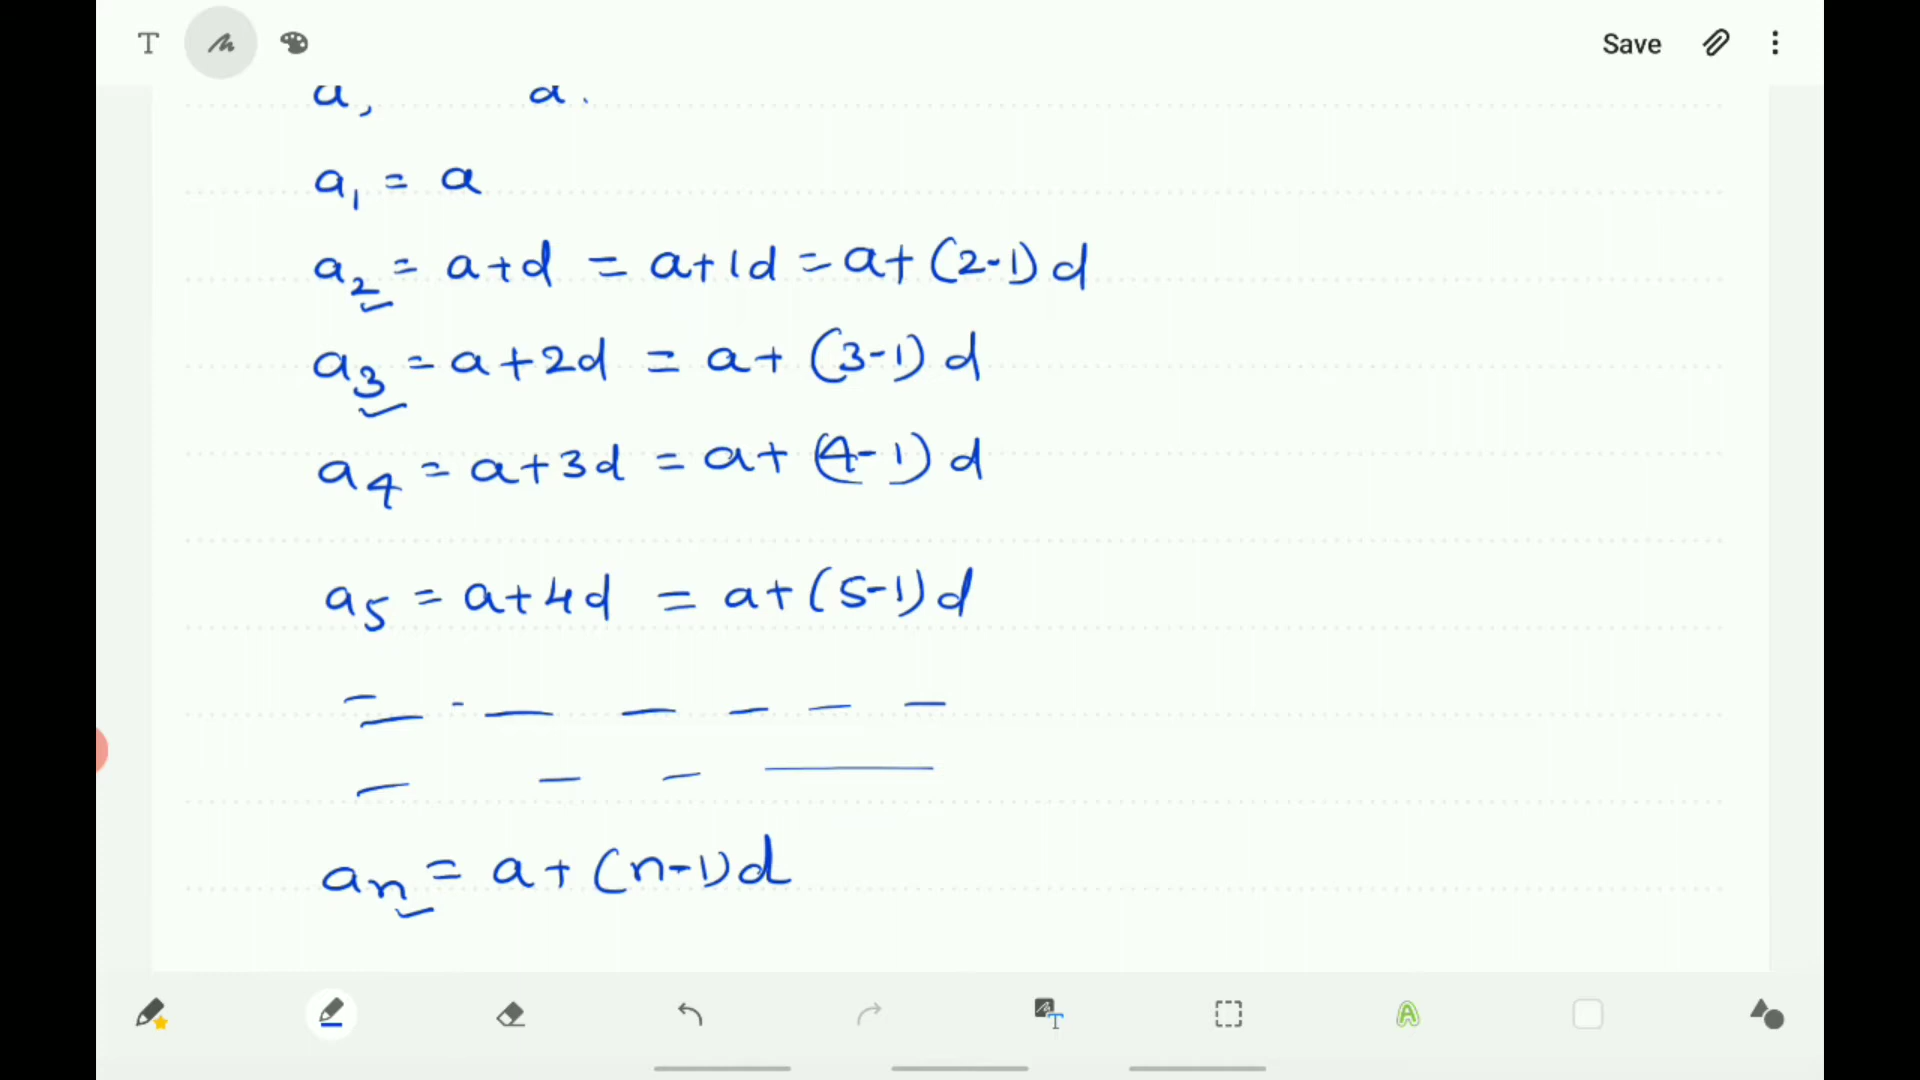 T Save
a, a.
a₁ = a
a₂ = a+d = a+1d = a+(2-1)d
a₃ = a+2d = a+(3-1)d
a₄ = a+3d = a+(4-1)d
a₅ = a+4d = a+(5-1)d
aₙ = a+(n-1)d
T A